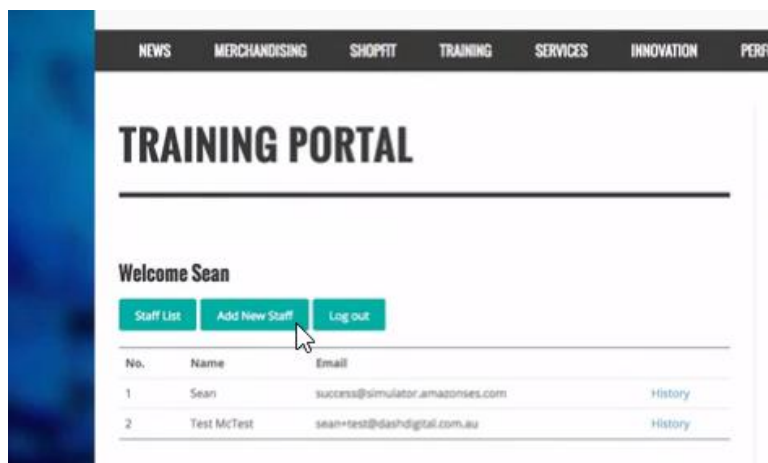 NEWS MERCHANDISING SHOPFIT TRAINING SERVICES INNOVATION PERF
TRAINING PORTAL
Welcome Sean
Staff List Add New Staff Log out
No. Name Email
1 Sean success@simulator.amazonses.com History
2 Test McTest sean+test@dashdigital.com.au History